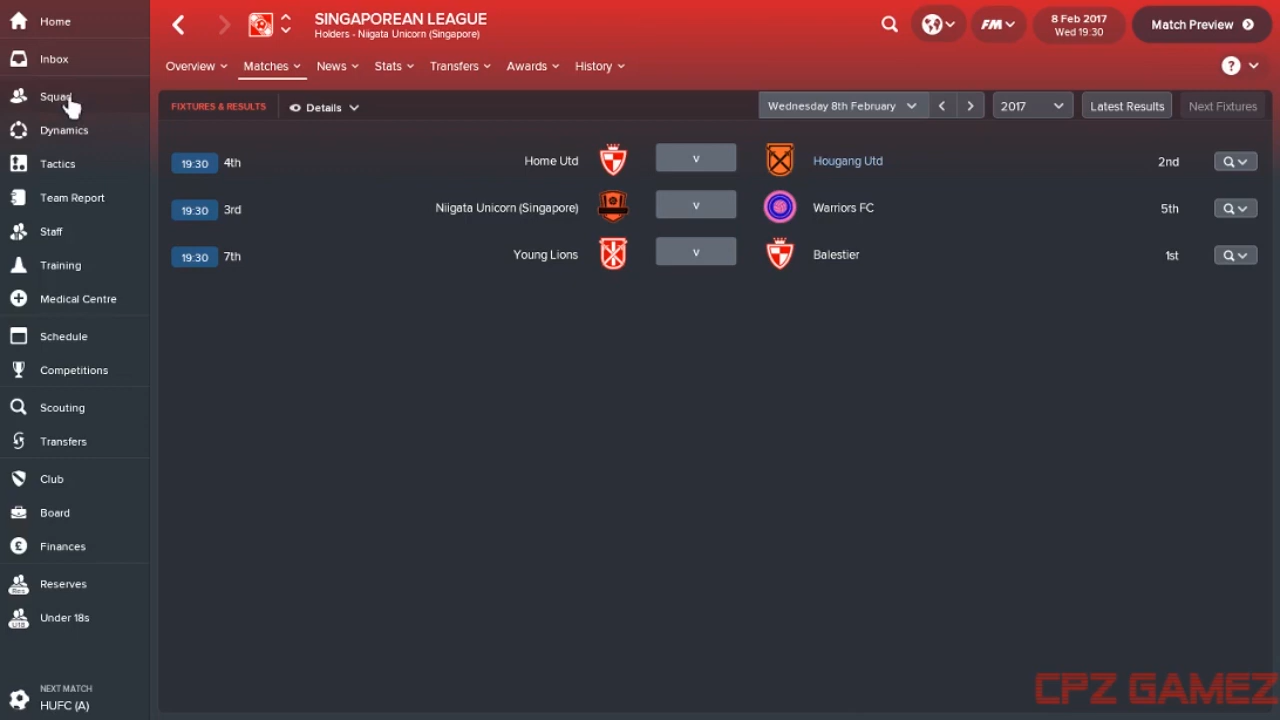 Home
Inbox
Squad
Dynamics
Tactics
Team Report
Staff
Training
Medical Centre
Schedule
Competitions
Scouting
Transfers
Club
Board
Finances
Res
Reserves
U18
Under 18s
NEXT MATCH
HUFC (A)
SINGAPOREAN LEAGUE
Holders - Niigata Unicorn (Singapore)
FM
8 Feb 2017
Wed 19:30
Match Preview
Overview Matches News Stats Transfers Awards History
?
FIXTURES & RESULTS Details Wednesday 8th February 2017 Latest Results Next Fixtures
19:30 4th Home Utd v Hougang Utd 2nd
19:30 3rd Niigata Unicorn (Singapore) v Warriors FC 5th
19:30 7th Young Lions v Balestier 1st
CPZ GAMEZ